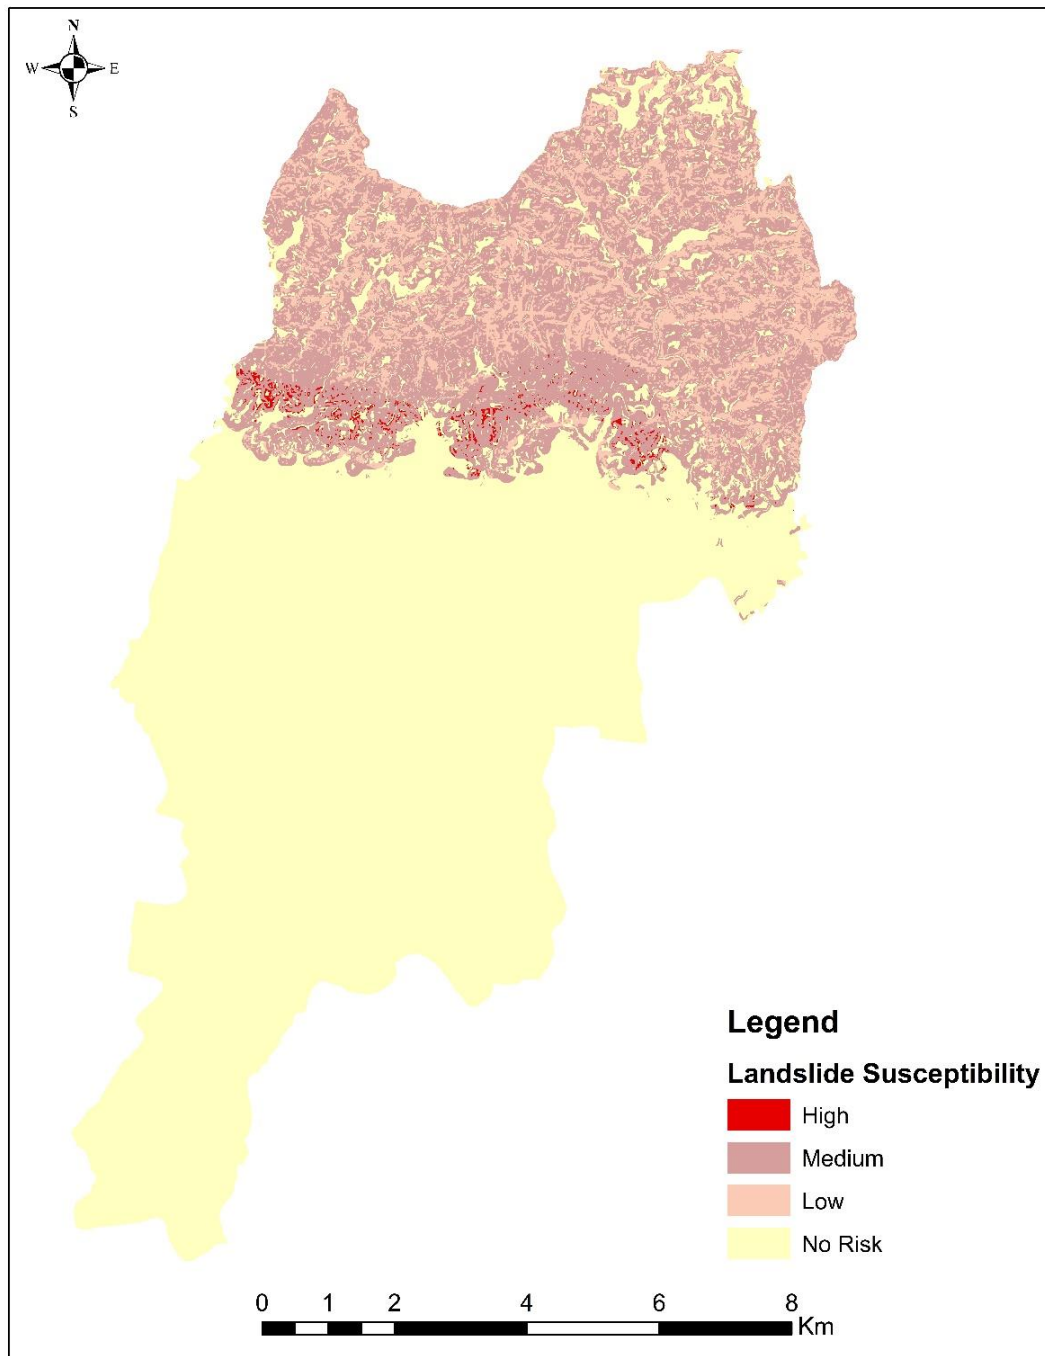 N
W E
S
Legend
Landslide Susceptibility
High
Medium
Low
No Risk
0 1 2 4 6 8
Km